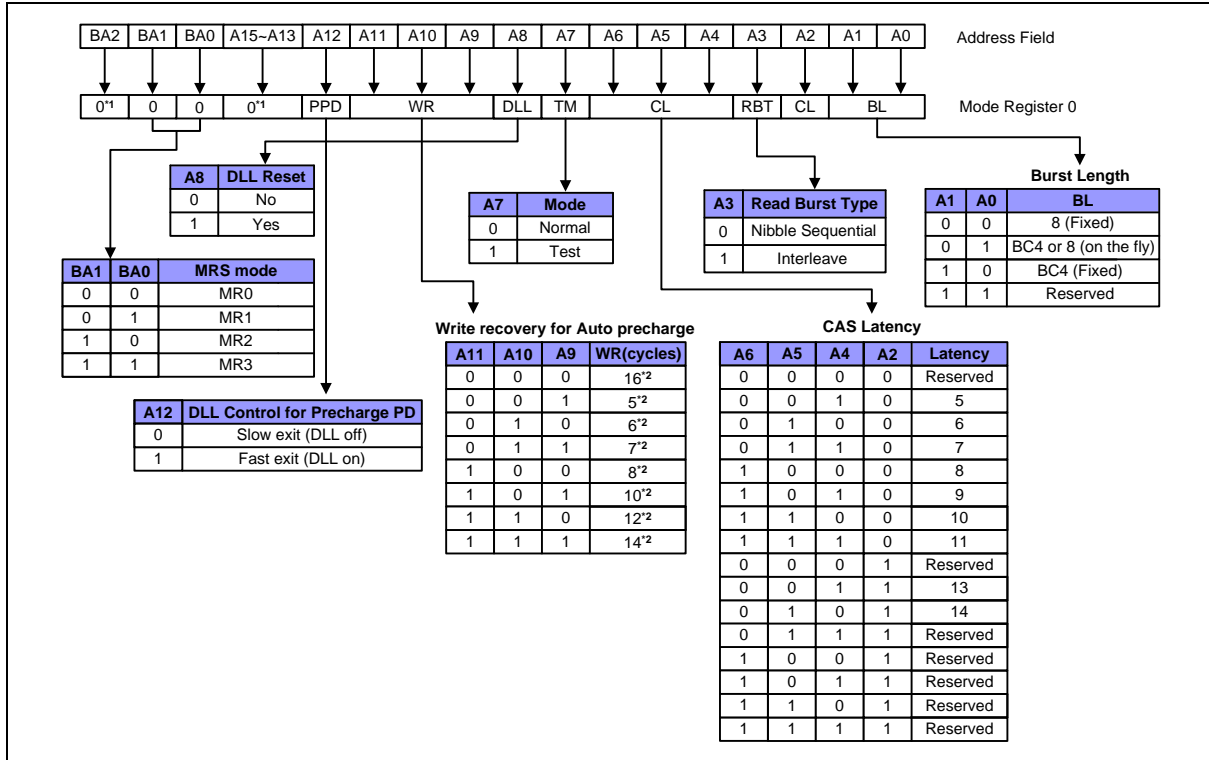 BA2 BA1 BA0 A15~A13 A12 A11 A10 A9 A8 A7 A6 A5 A4 A3 A2 A1 A0 Address Field
0*1 0 0 0*1 PPD WR DLL TM CL RBT CL BL Mode Register 0
A8 DLL Reset
0 No
1 Yes
A7 Mode
0 Normal
1 Test
A3 Read Burst Type
0 Nibble Sequential
1 Interleave
Burst Length
A1 A0 BL
0 0 8 (Fixed)
0 1 BC4 or 8 (on the fly)
1 0 BC4 (Fixed)
1 1 Reserved
BA1 BA0 MRS mode
0 0 MR0
0 1 MR1
1 0 MR2
1 1 MR3
A12 DLL Control for Precharge PD
0 Slow exit (DLL off)
1 Fast exit (DLL on)
Write recovery for Auto precharge
A11 A10 A9 WR(cycles)
0 0 0 16*2
0 0 1 5*2
0 1 0 6*2
0 1 1 7*2
1 0 0 8*2
1 0 1 10*2
1 1 0 12*2
1 1 1 14*2
CAS Latency
A6 A5 A4 A2 Latency
0 0 0 0 Reserved
0 0 1 0 5
0 1 0 0 6
0 1 1 0 7
1 0 0 0 8
1 0 1 0 9
1 1 0 0 10
1 1 1 0 11
0 0 0 1 Reserved
0 0 1 1 13
0 1 0 1 14
0 1 1 1 Reserved
1 0 0 1 Reserved
1 0 1 1 Reserved
1 1 0 1 Reserved
1 1 1 1 Reserved